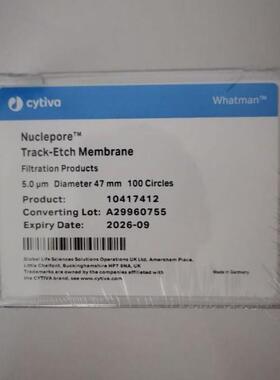 cytiva
Whatman™
Nuclepore™
Track-Etch Membrane
Filtration Products
5.0 µm Diameter 47 mm 100 Circles
Product: 10417412
Converting Lot: A29960755
Expiry Date: 2026-09
Global Life Sciences Solutions Operations UK Ltd, Amersham Place,
Little Chalfont, Buckinghamshire HP7 9NA, UK
Trademarks are owned by the companies affiliated with
the CYTIVA brand, see www.cytiva.com
Made in Germany